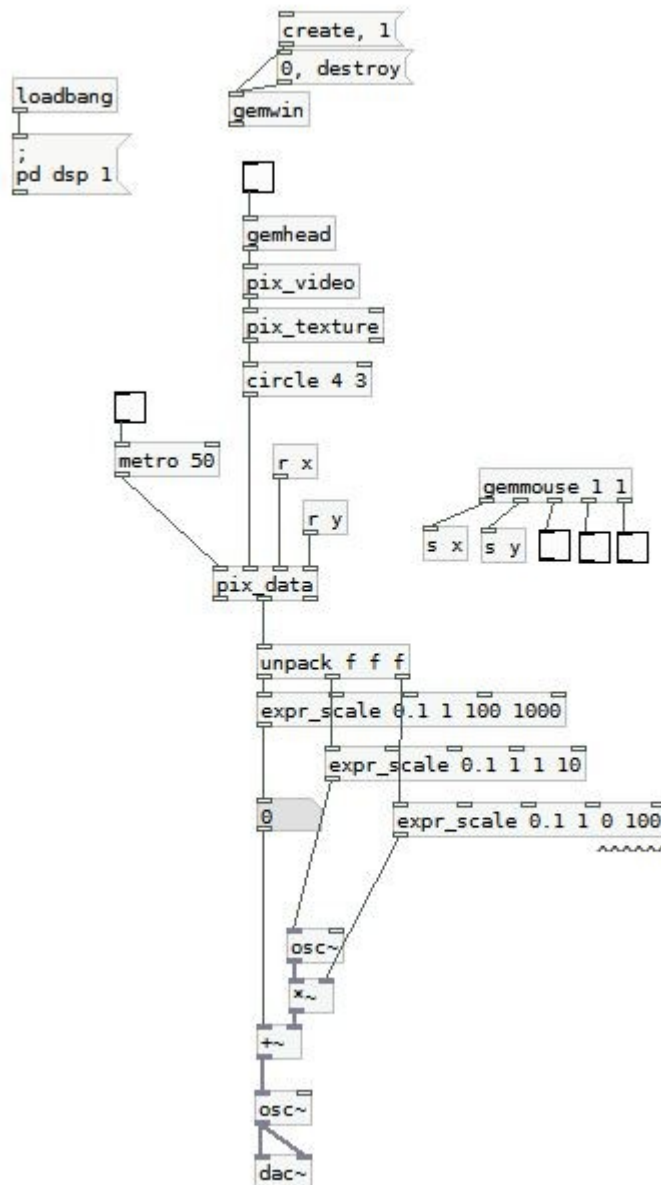 create, 1
0, destroy
gemwin
loadbang
;
pd dsp 1
gemhead
pix_video
pix_texture
circle 4 3
metro 50
r x
r y
gemmouse 1 1
s x
s y
pix_data
unpack f f f
expr_scale 0.1 1 100 1000
expr_scale 0.1 1 1 10
0
expr_scale 0.1 1 0 100
osc~
*~
+~
osc~
dac~